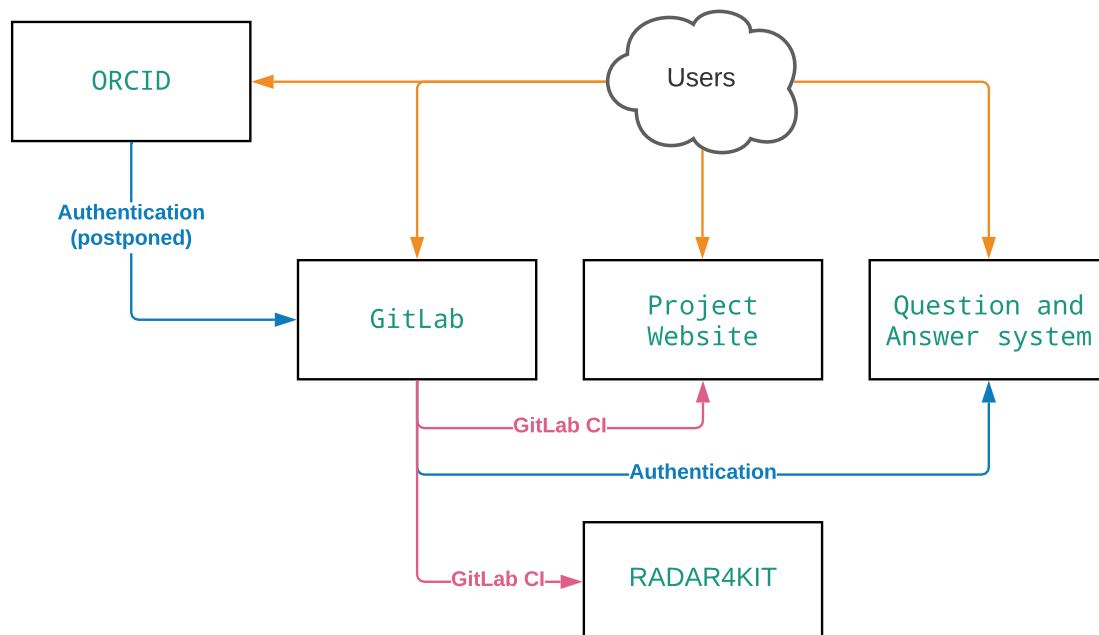 ORCID
Users
Authentication
(postponed)
GitLab
Project
Website
Question and
Answer system
GitLab CI
Authentication
GitLab CI
RADAR4KIT